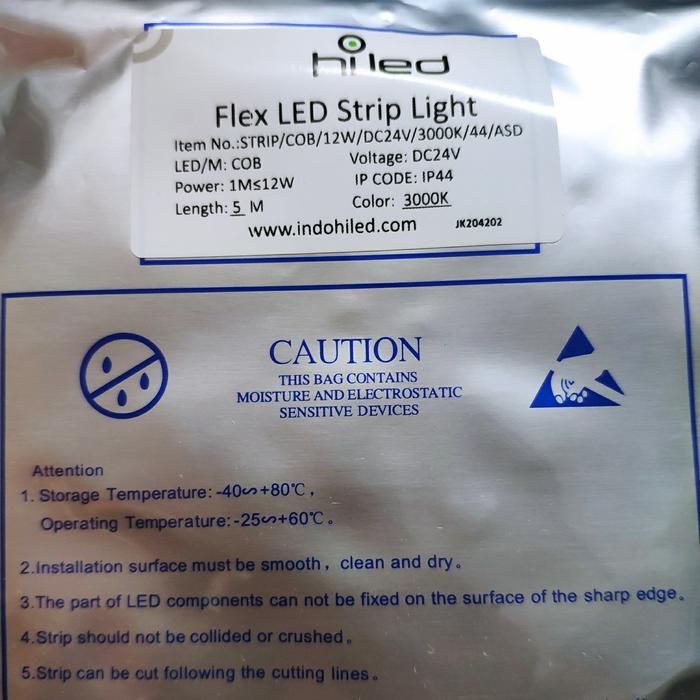 hiled
Flex LED Strip Light
Item No.:STRIP/COB/12W/DC24V/3000K/44/ASD
LED/M: COB Voltage: DC24V
Power: 1M≤12W IP CODE: IP44
Length: 5 M Color: 3000K
www.indohiled.com JK204202
CAUTION
THIS BAG CONTAINS
MOISTURE AND ELECTROSTATIC
SENSITIVE DEVICES
Attention
1. Storage Temperature: -40∽+80℃，
Operating Temperature: -25∽+60℃。
2.Installation surface must be smooth，clean and dry。
3.The part of LED components can not be fixed on the surface of the sharp edge。
4.Strip should not be collided or crushed。
5.Strip can be cut following the cutting lines。